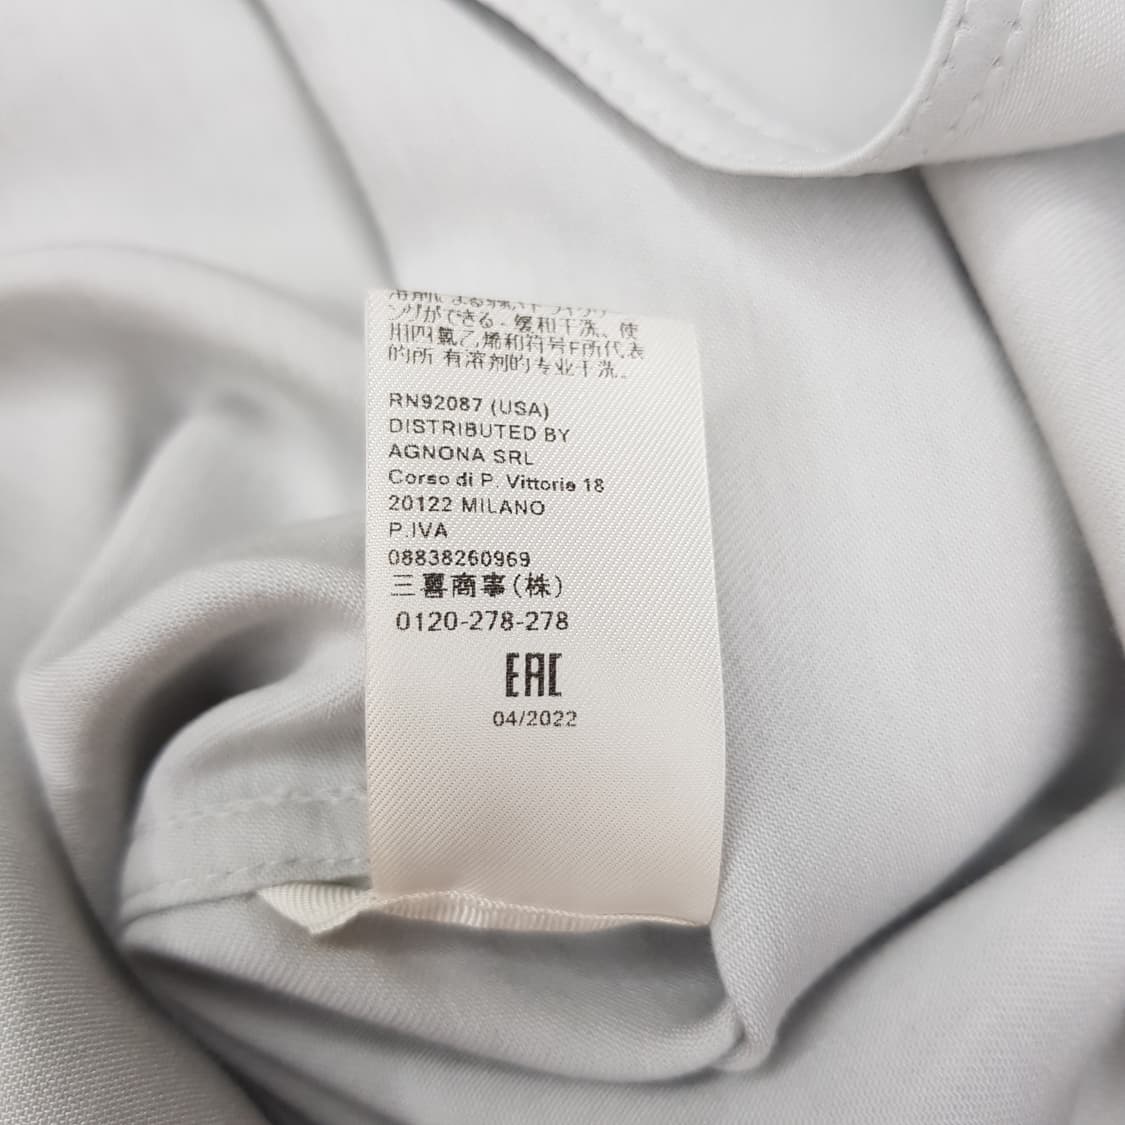 ングができる。缓和干洗、使
用四氯乙烯和符号F所代表
的所 有溶剂的专业干洗。
RN92087 (USA)
DISTRIBUTED BY
AGNONA SRL
Corso di P. Vittoria 18
20122 MILANO
P.IVA
08838260969
三喜商事(株)
0120-278-278
EAC
04/2022